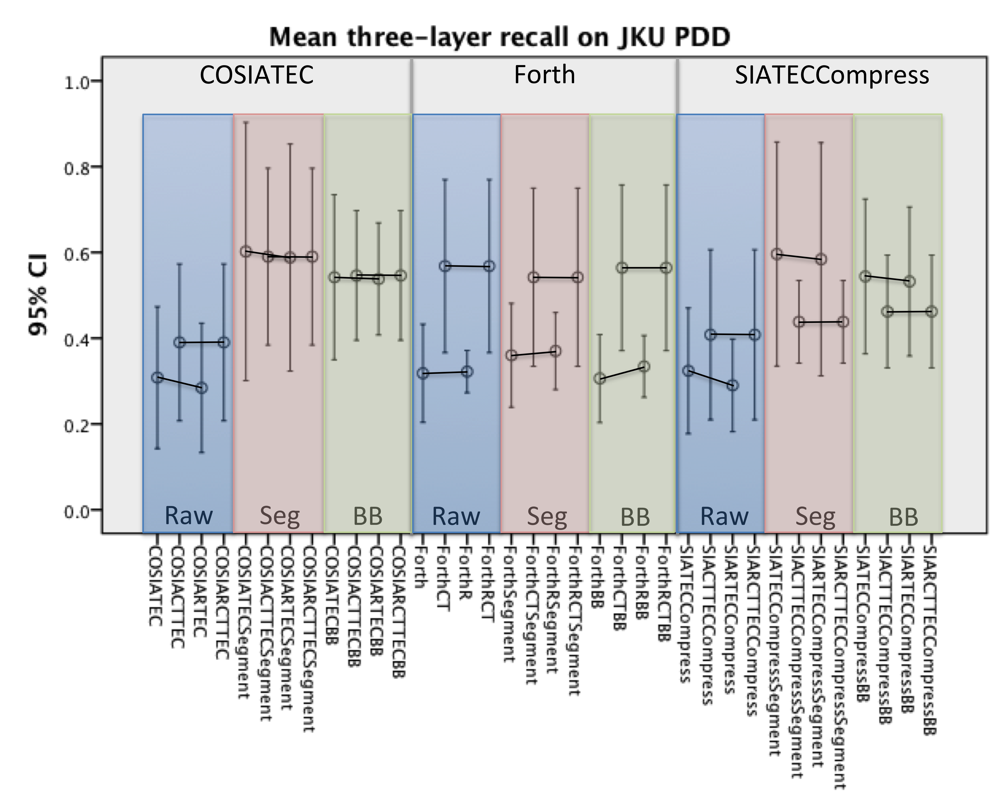 Mean three-layer recall on JKU PDD
COSIATEC
Forth
SIATECCompress
95% CI
1.0
0.8
0.6
0.4
0.2
0.0
Raw
Seg
BB
Raw
Seg
BB
Raw
Seg
BB
COSIATEC
COSIACTTEC
COSIARTEC
COSIARCTTEC
COSIATECSegment
COSIACTTECSegment
COSIARTECSegment
COSIARCTTECSegment
COSIATECBB
COSIACTTECBB
COSIARTECBB
COSIARCTTECBB
Forth
ForthCT
ForthR
ForthRCT
ForthSegment
ForthCTSegment
ForthRSegment
ForthRCTSegment
ForthBB
ForthCTBB
ForthRBB
ForthRCTBB
SIATECCompress
SIACTTECCompress
SIARTECCompress
SIARCTTECCompress
SIATECCompressSegment
SIACTTECCompressSegment
SIARTECCompressSegment
SIARCTTECCompressSegment
SIATECCompressBB
SIACTTECCompressBB
SIARTECCompressBB
SIARCTTECCompressBB